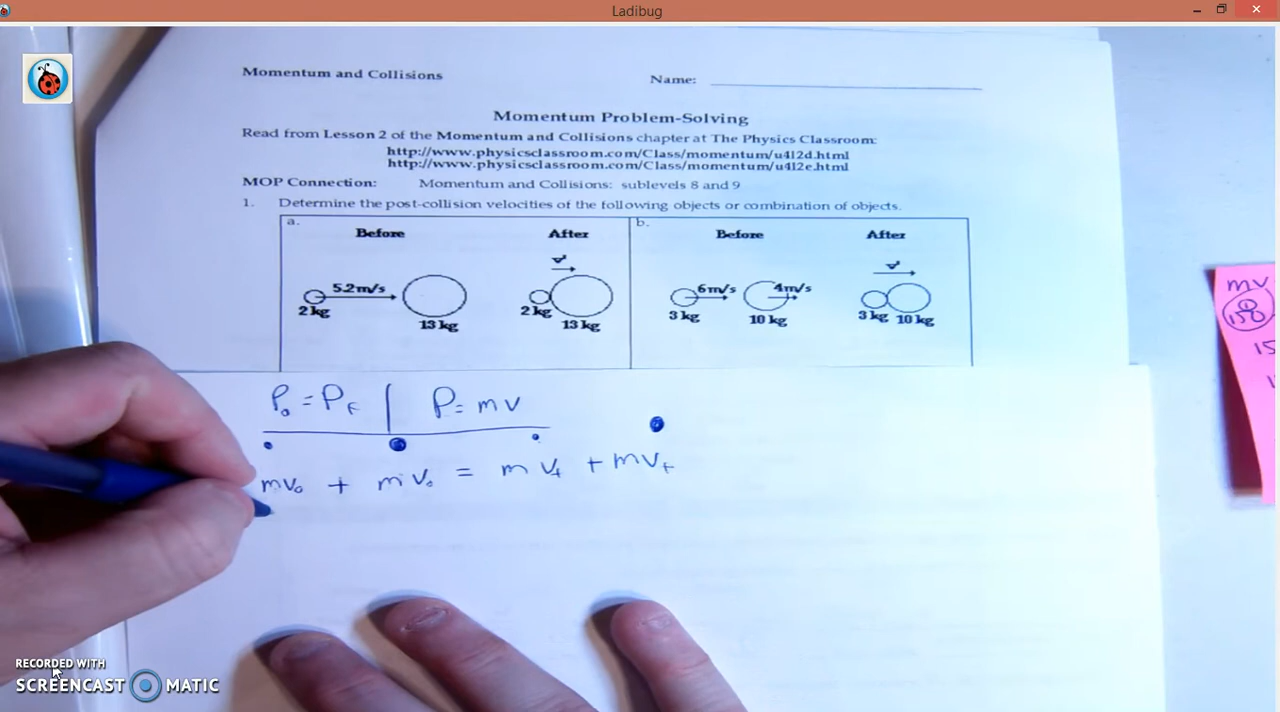 Ladibug
Momentum and Collisions
Name:
Momentum Problem-Solving
Read from Lesson 2 of the Momentum and Collisions chapter at The Physics Classroom:
http://www.physicsclassroom.com/Class/momentum/u4l2d.html
http://www.physicsclassroom.com/Class/momentum/u4l2e.html
MOP Connection: Momentum and Collisions: sublevels 8 and 9
1. Determine the post-collision velocities of the following objects or combination of objects.
a.
Before After
v
5.2 m/s
2 kg 13 kg 2 kg 13 kg
b.
Before After
v
6 m/s 4 m/s
3 kg 10 kg 3 kg 10 kg
P₀ = P_F | P = mv
mv₀ + mv₀ = mv_f + mv_f
mv
RECORDED WITH
SCREENCAST MATIC